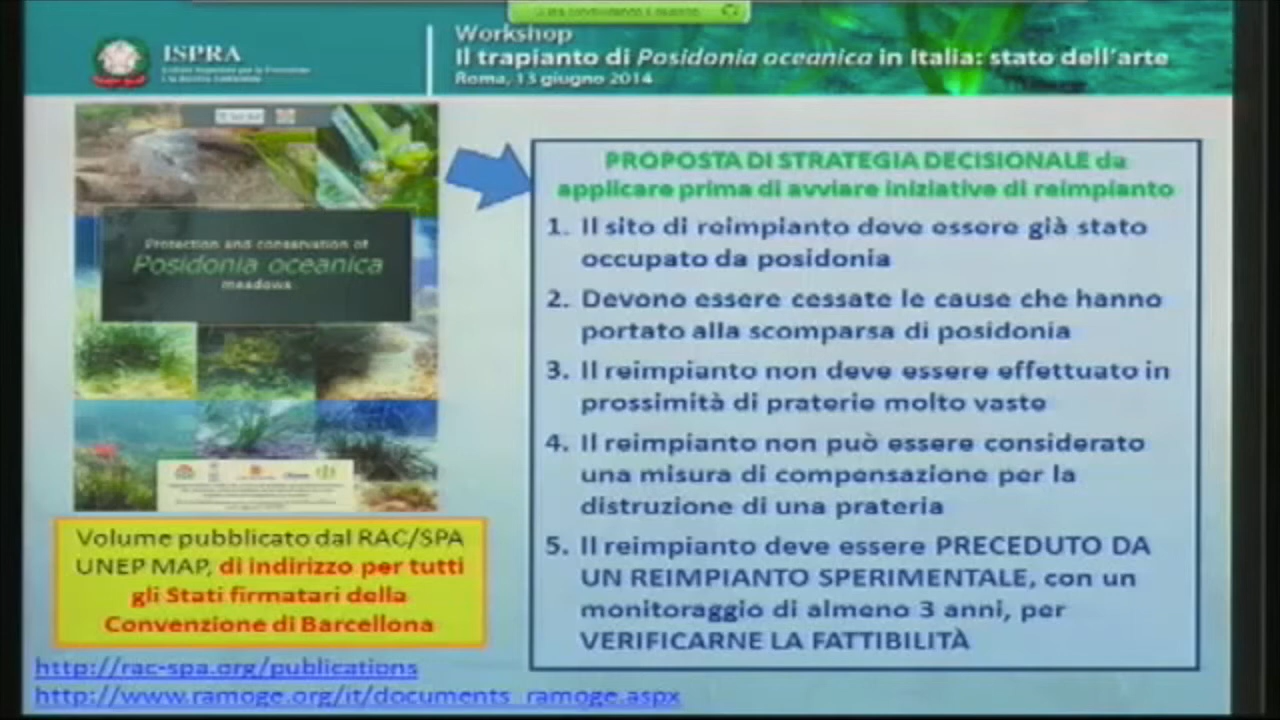 ISPRA
Workshop
Il trapianto di Posidonia oceanica in Italia: stato dell'arte
Roma, 13 giugno 2014
Protection and conservation of
Posidonia oceanica
meadows
Volume pubblicato dal RAC/SPA
UNEP MAP, di indirizzo per tutti
gli Stati firmatari della
Convenzione di Barcellona
http://rac-spa.org/publications
http://www.ramoge.org/it/documents_ramoge.aspx
PROPOSTA DI STRATEGIA DECISIONALE da
applicare prima di avviare iniziative di reimpianto
1. Il sito di reimpianto deve essere già stato
occupato da posidonia
2. Devono essere cessate le cause che hanno
portato alla scomparsa di posidonia
3. Il reimpianto non deve essere effettuato in
prossimità di praterie molto vaste
4. Il reimpianto non può essere considerato
una misura di compensazione per la
distruzione di una prateria
5. Il reimpianto deve essere PRECEDUTO DA
UN REIMPIANTO SPERIMENTALE, con un
monitoraggio di almeno 3 anni, per
VERIFICARNE LA FATTIBILITÀ